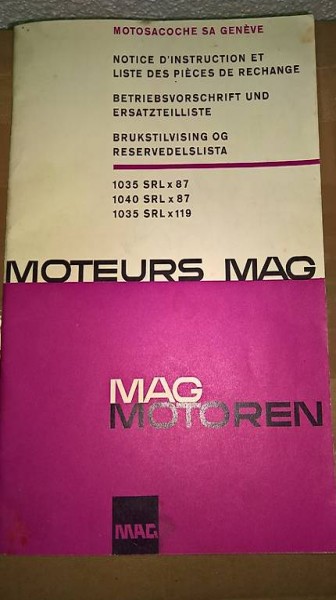 MOTOSACOCHE SA GENÈVE
NOTICE D'INSTRUCTION ET
LISTE DES PIÈCES DE RECHANGE
BETRIEBSVORSCHRIFT UND
ERSATZTEILLISTE
BRUKSTILVISING OG
RESERVEDELSLISTA
1035 SRL x 87
1040 SRL x 87
1035 SRL x 119
MOTEURS MAG
MAG
MOTOREN
MAG